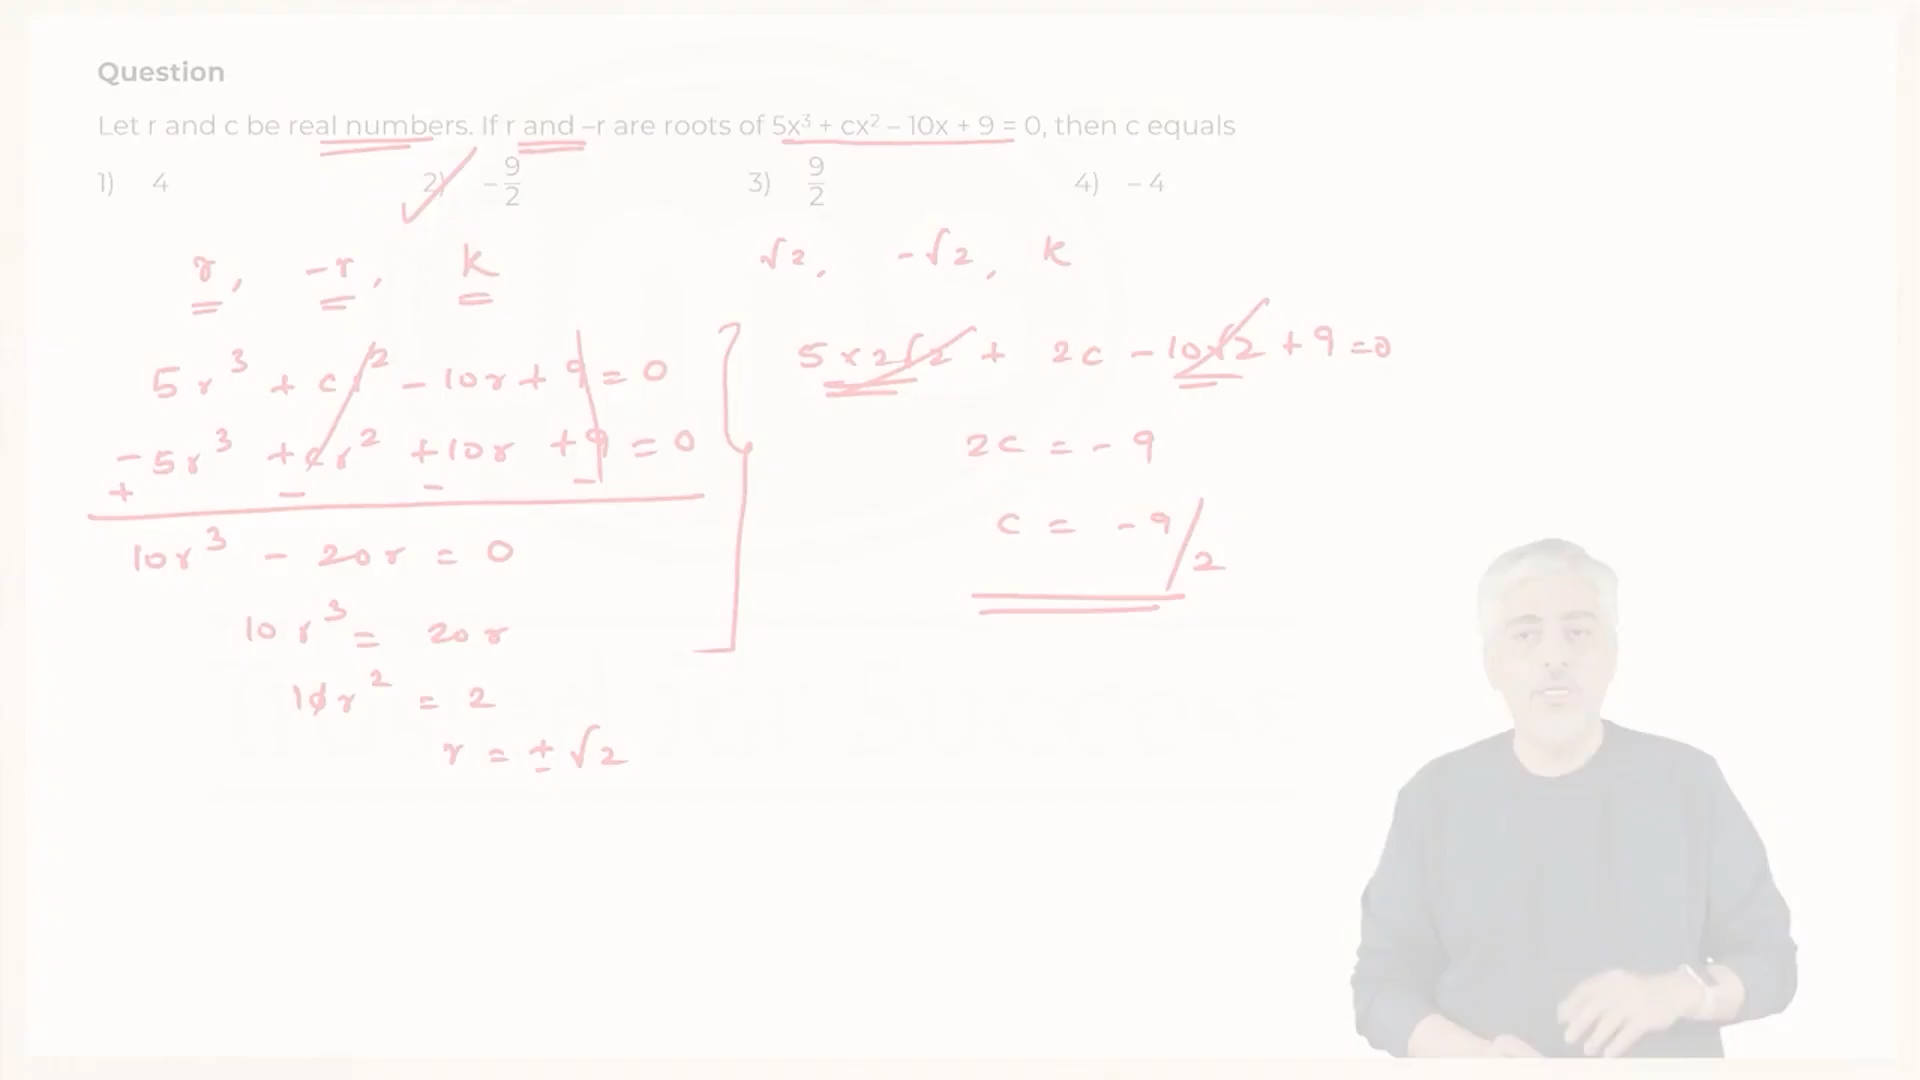 Question
Let r and c be real numbers. If r and –r are roots of 5x³ + cx² – 10x + 9 = 0, then c equals
1) 4 2) –9/2 3) 9/2 4) – 4
r, –r, k
5r³ + cr² – 10r + 9 = 0
–5r³ + cr² + 10r + 9 = 0
+ – – –
10r³ – 20r = 0
10r³ = 20r
10r² = 2
r = ± √2
√2, –√2, k
5 × 2√2 + 2c – 10√2 + 9 = 0
2c = – 9
c = – 9/2